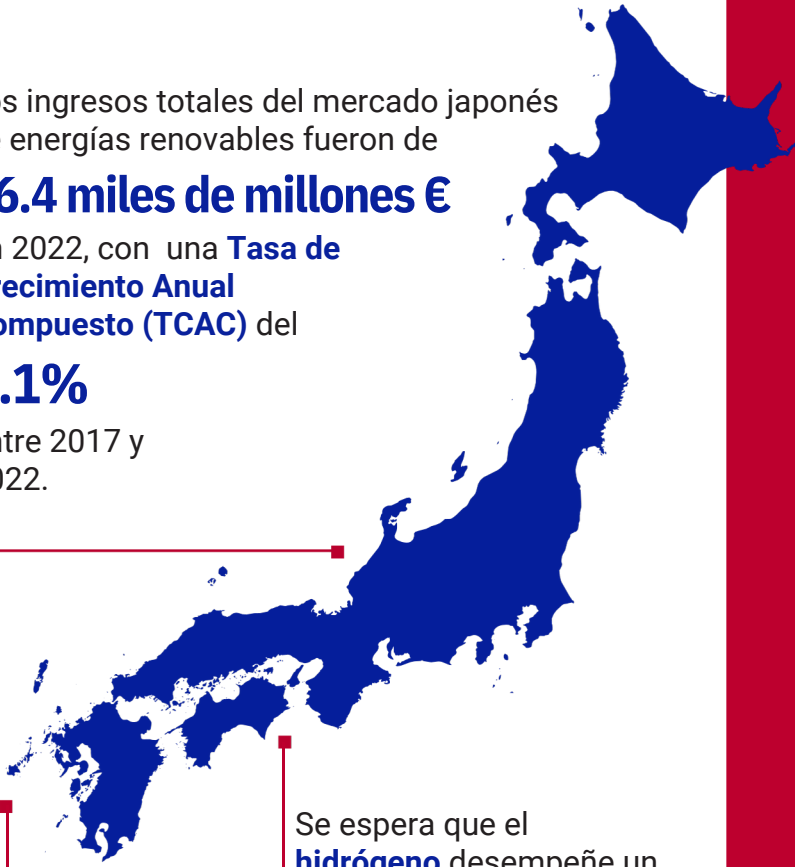 os ingresos totales del mercado japonés
e energías renovables fueron de
6.4 miles de millones €
n 2022, con una Tasa de
recimiento Anual
ompuesto (TCAC) del
.1%
ntre 2017 y
022.
Se espera que el
hidrógeno desempeñe un